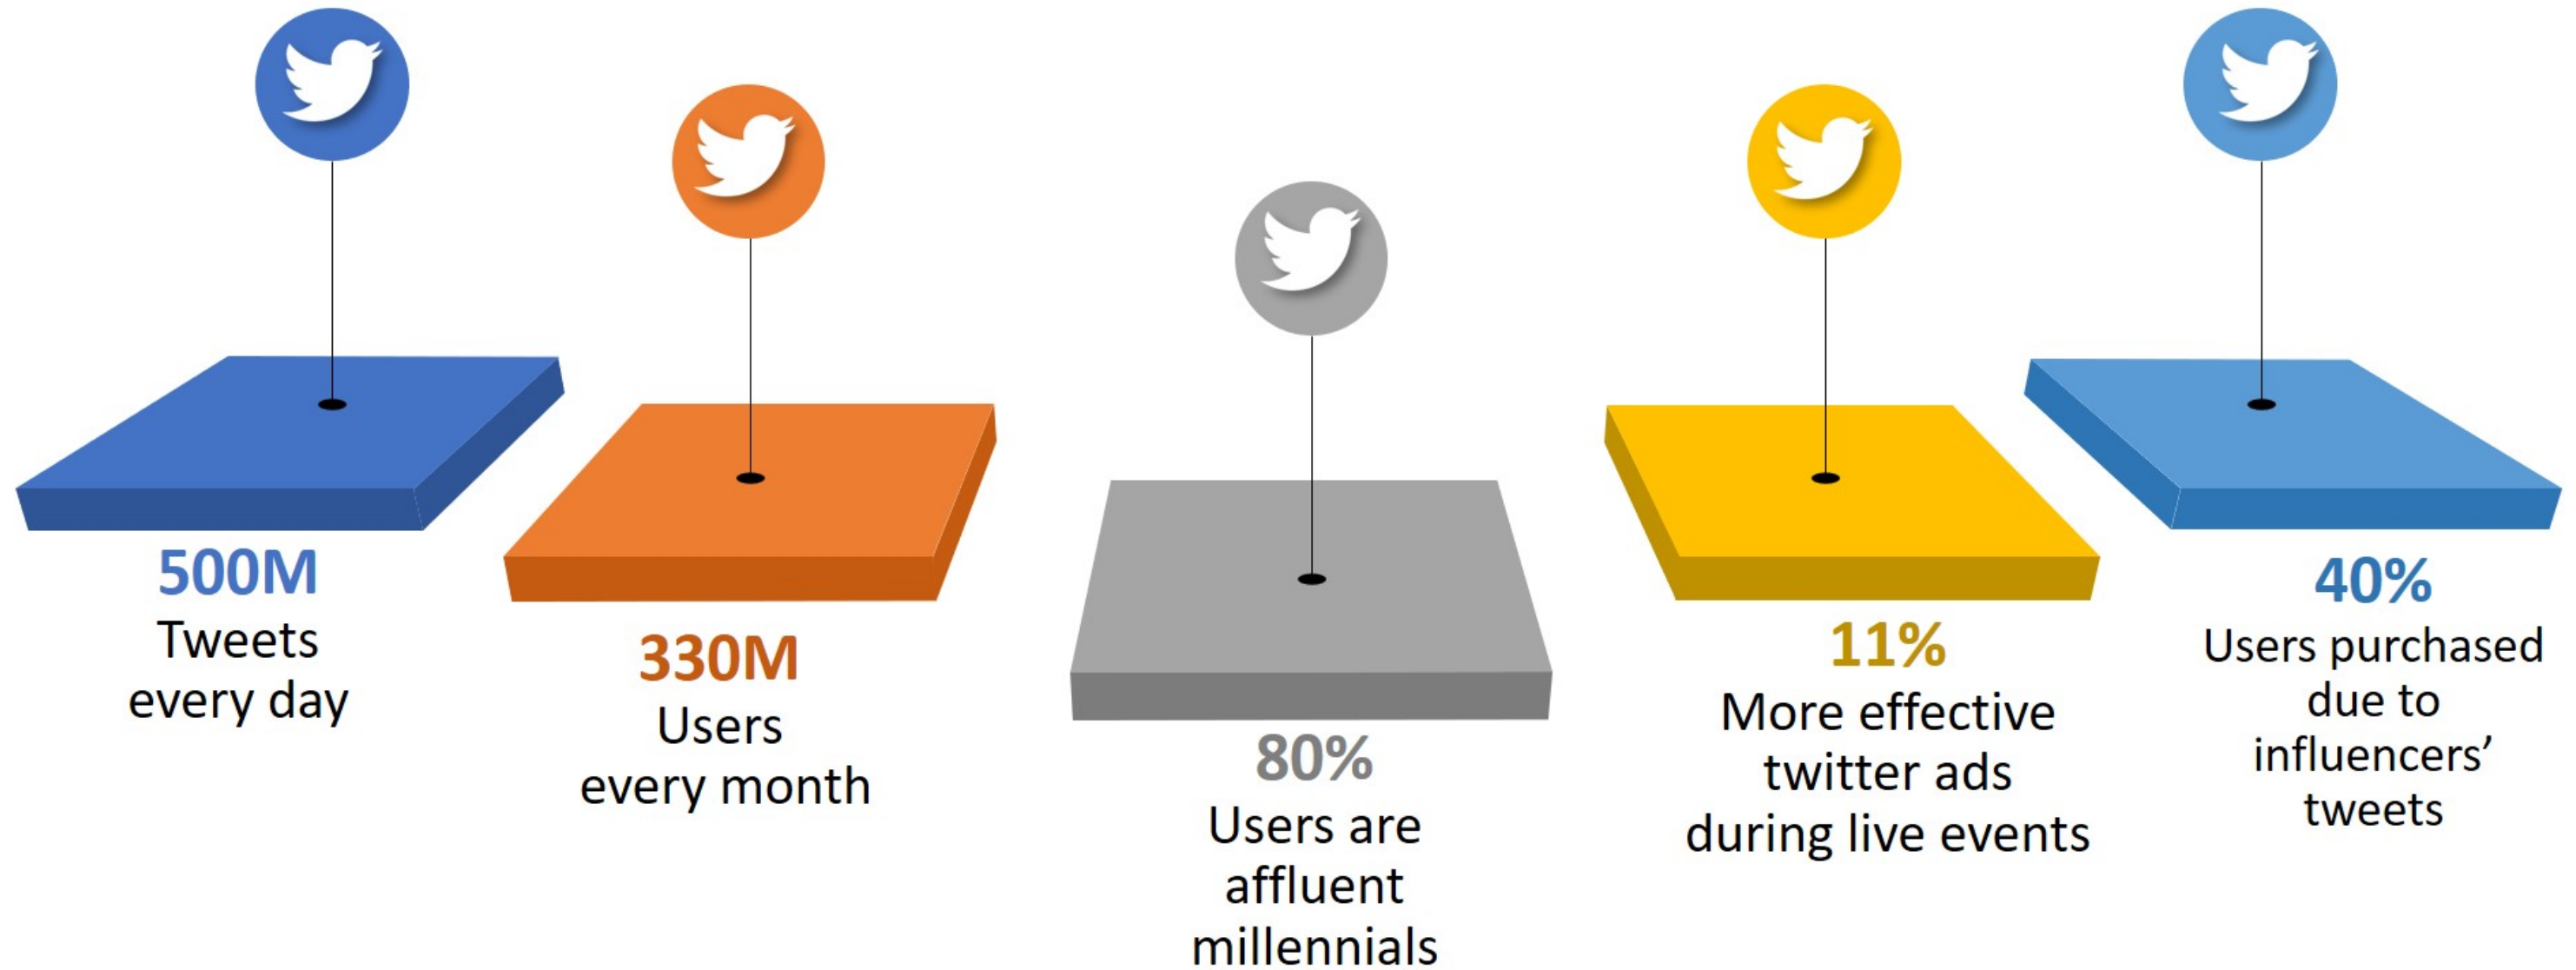 500M
Tweets
every day
330M
Users
every month
80%
Users are
affluent
millennials
11%
More effective
twitter ads
during live events
40%
Users purchased
due to
influencers’
tweets